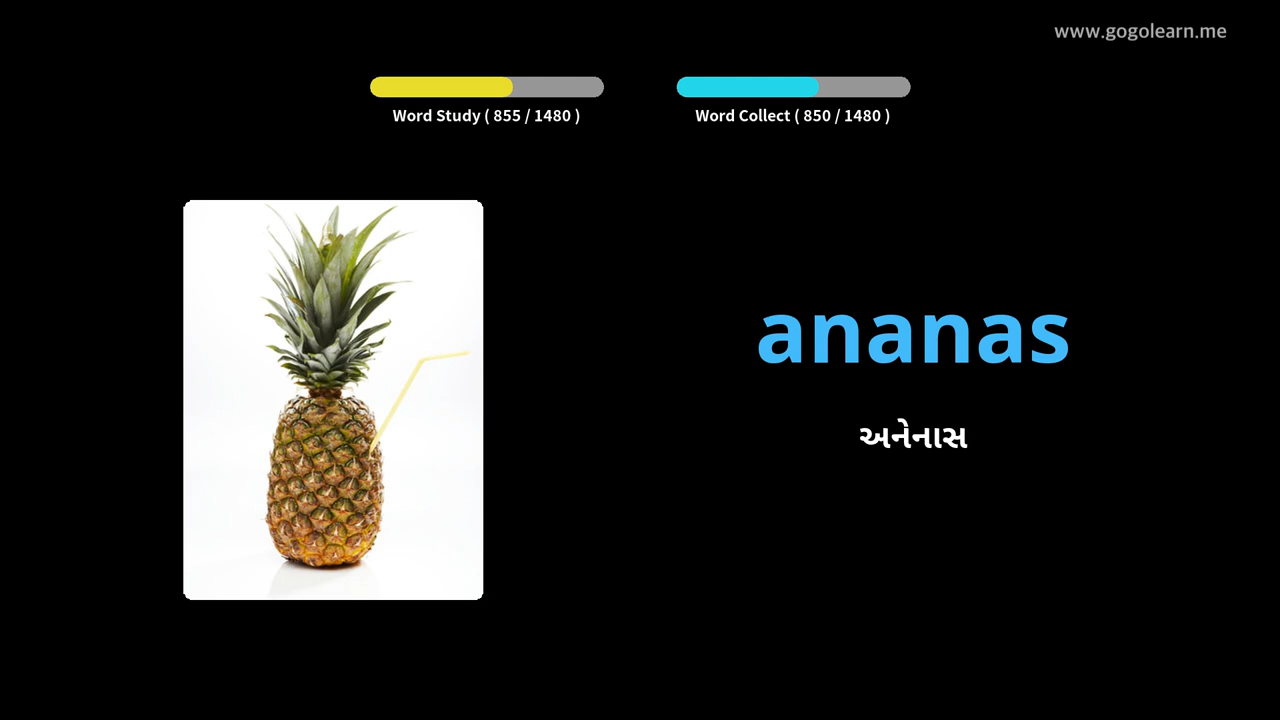 www.gogolearn.me
Word Study ( 855 / 1480 )
Word Collect ( 850 / 1480 )
ananas
અનેનાસ